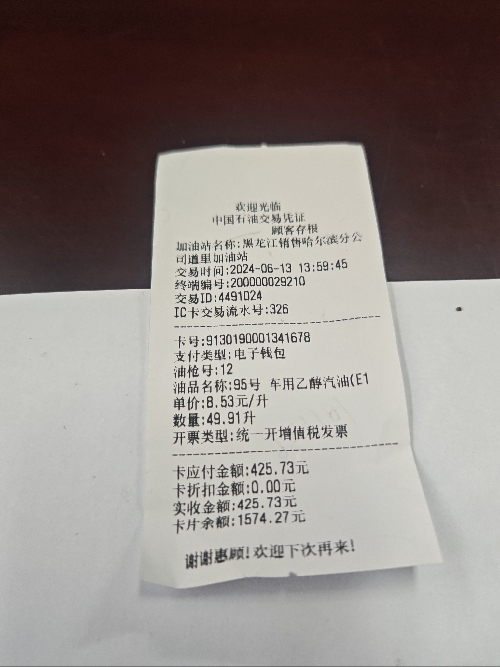 欢迎光临
中国石油交易凭证
顾客存根
加油站名称:黑龙江销售哈尔滨分公
司道里加油站
交易时间:2024-06-13 13:59:45
终端编号:200000029210
交易ID:4491024
IC卡交易流水号:326
卡号:9130190001341678
支付类型:电子钱包
油枪号:12
油品名称:95号 车用乙醇汽油(E1
单价:8.53元/升
数量:49.91升
开票类型:统一开增值税发票
卡应付金额:425.73元
卡折扣金额:0.00元
实收金额:425.73元
卡片余额:1574.27元
谢谢惠顾!欢迎下次再来!